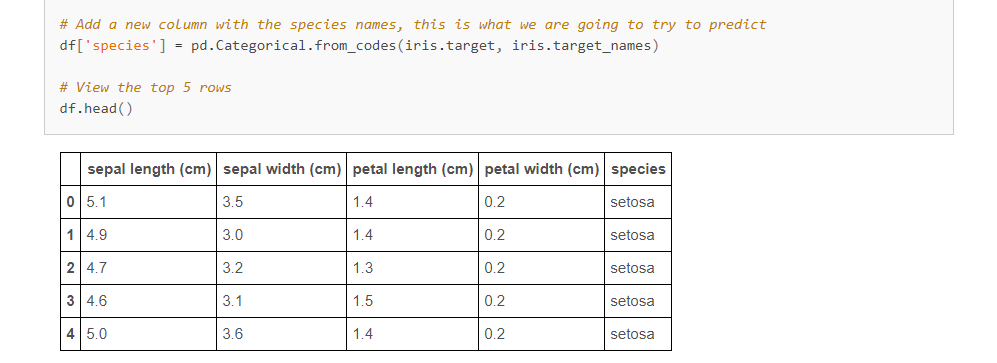 # Add a new column with the species names, this is what we are going to try to predict
df['species'] = pd.Categorical.from_codes(iris.target, iris.target_names)
# View the top 5 rows
df.head()
sepal length (cm) sepal width (cm) petal length (cm) petal width (cm) species
0 5.1 3.5 1.4 0.2 setosa
1 4.9 3.0 1.4 0.2 setosa
2 4.7 3.2 1.3 0.2 setosa
3 4.6 3.1 1.5 0.2 setosa
4 5.0 3.6 1.4 0.2 setosa